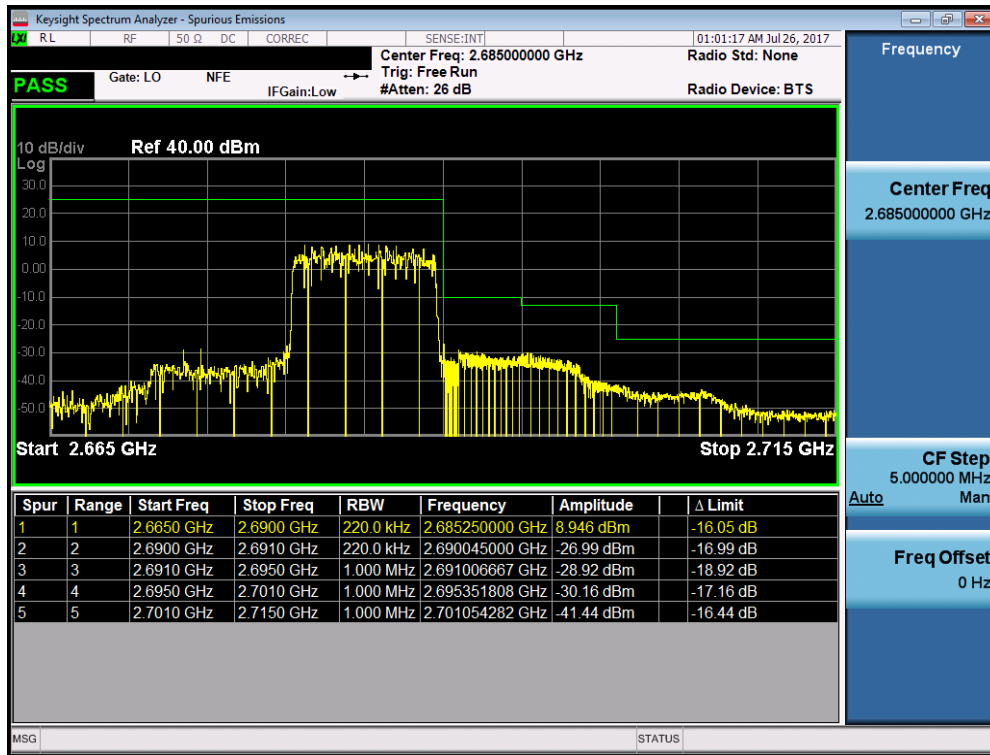 Keysight Spectrum Analyzer - Spurious Emissions
LXI RL RF 50 Ω DC CORREC SENSE:INT 01:01:17 AM Jul 26, 2017
Center Freq: 2.685000000 GHz Radio Std: None
Trig: Free Run
PASS Gate: LO NFE
IFGain:Low #Atten: 26 dB Radio Device: BTS
10 dB/div Ref 40.00 dBm
Log
30.0
20.0
10.0
0.00
-10.0
-20.0
-30.0
-40.0
-50.0
Start 2.665 GHz Stop 2.715 GHz
Spur Range Start Freq Stop Freq RBW Frequency Amplitude Δ Limit
1 1 2.6650 GHz 2.6900 GHz 220.0 kHz 2.685250000 GHz 8.946 dBm -16.05 dB
2 2 2.6900 GHz 2.6910 GHz 220.0 kHz 2.690045000 GHz -26.99 dBm -16.99 dB
3 3 2.6910 GHz 2.6950 GHz 1.000 MHz 2.691006667 GHz -28.92 dBm -18.92 dB
4 4 2.6950 GHz 2.7010 GHz 1.000 MHz 2.695351808 GHz -30.16 dBm -17.16 dB
5 5 2.7010 GHz 2.7150 GHz 1.000 MHz 2.701054282 GHz -41.44 dBm -16.44 dB
MSG STATUS
Frequency
Center Freq
2.685000000 GHz
CF Step
5.000000 MHz
Auto Man
Freq Offset
0 Hz